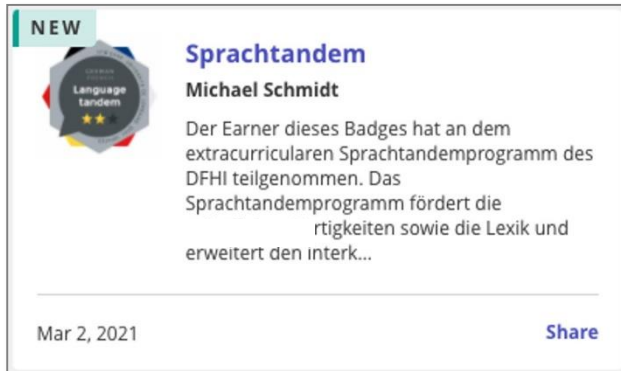 NEW
Sprachtandem
Michael Schmidt
Language
tandem
Der Earner dieses Badges hat an dem
extracurricularen Sprachtandemprogramm des
DFHI teilgenommen. Das
Sprachtandemprogramm fördert die
rtigkeiten sowie die Lexik und
erweitert den interk...
Mar 2, 2021
Share